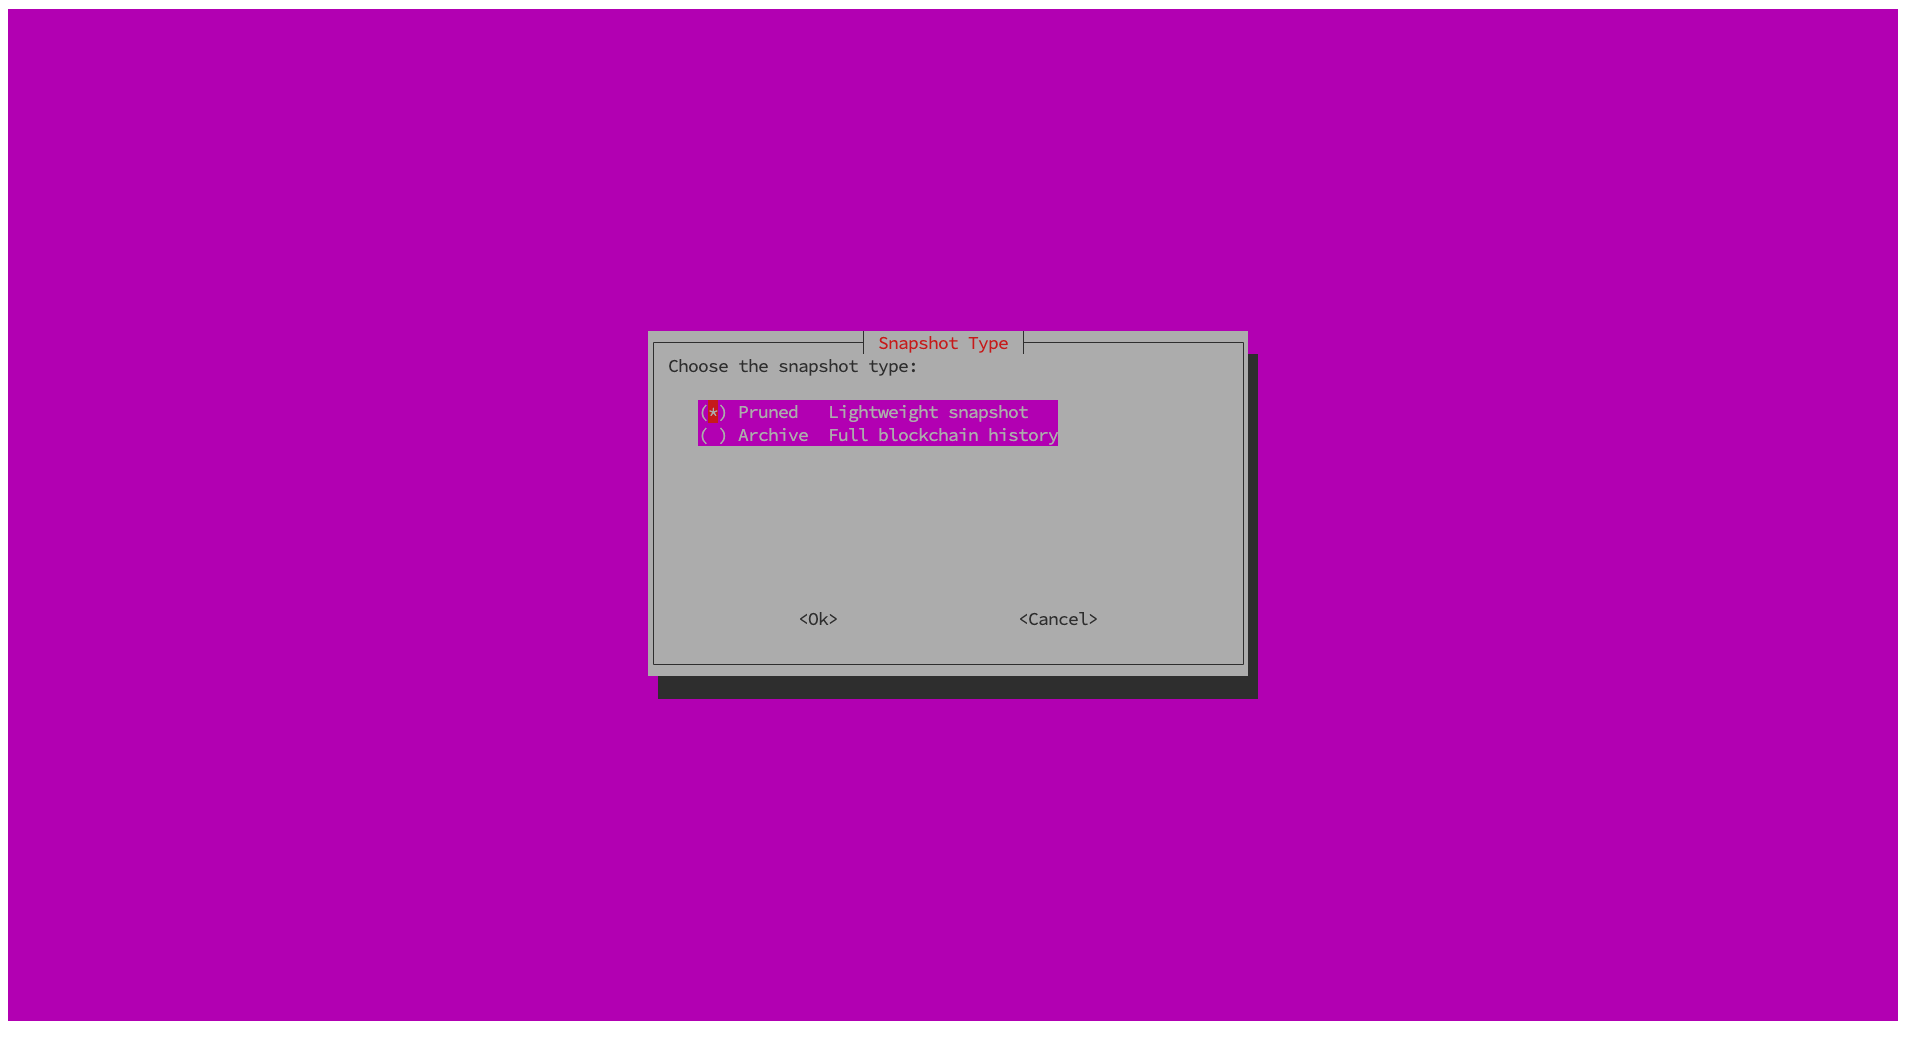 Snapshot Type
Choose the snapshot type:
(*) Pruned   Lightweight snapshot
( ) Archive  Full blockchain history
<Ok>                  <Cancel>